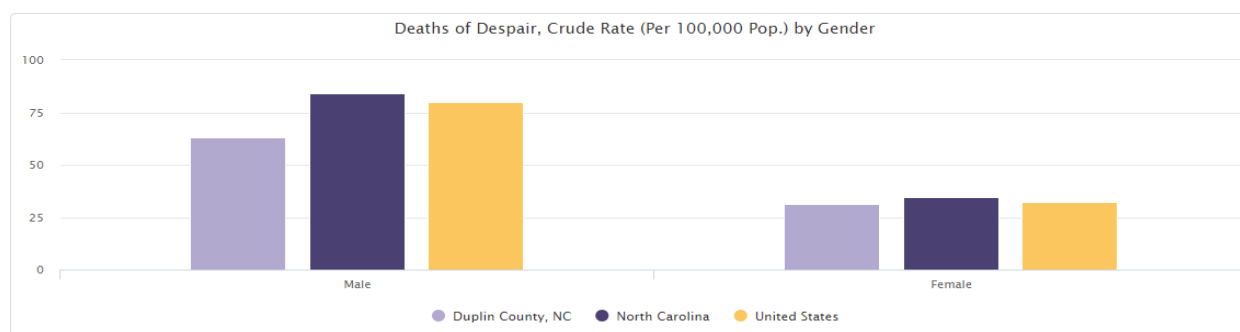 Deaths of Despair, Crude Rate (Per 100,000 Pop.) by Gender
100
75
50
25
0
Male
Female
Duplin County, NC
North Carolina
United States